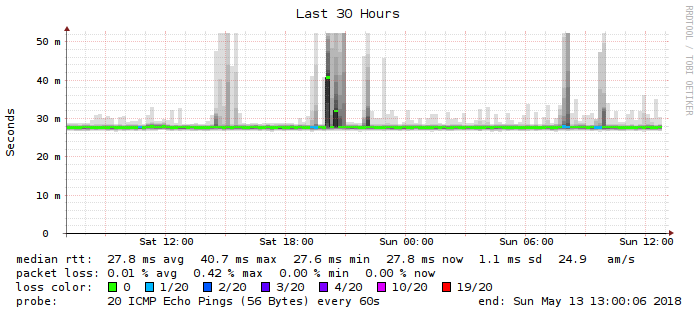 Last 30 Hours
RRDTOOL / TOBI OETIKER
Seconds
50 m
40 m
30 m
20 m
10 m
0
Sat 12:00 Sat 18:00 Sun 00:00 Sun 06:00 Sun 12:00
median rtt: 27.8 ms avg 40.7 ms max 27.6 ms min 27.8 ms now 1.1 ms sd 24.9 am/s
packet loss: 0.01 % avg 0.42 % max 0.00 % min 0.00 % now
loss color: 0 1/20 2/20 3/20 4/20 10/20 19/20
probe: 20 ICMP Echo Pings (56 Bytes) every 60s end: Sun May 13 13:00:06 2018